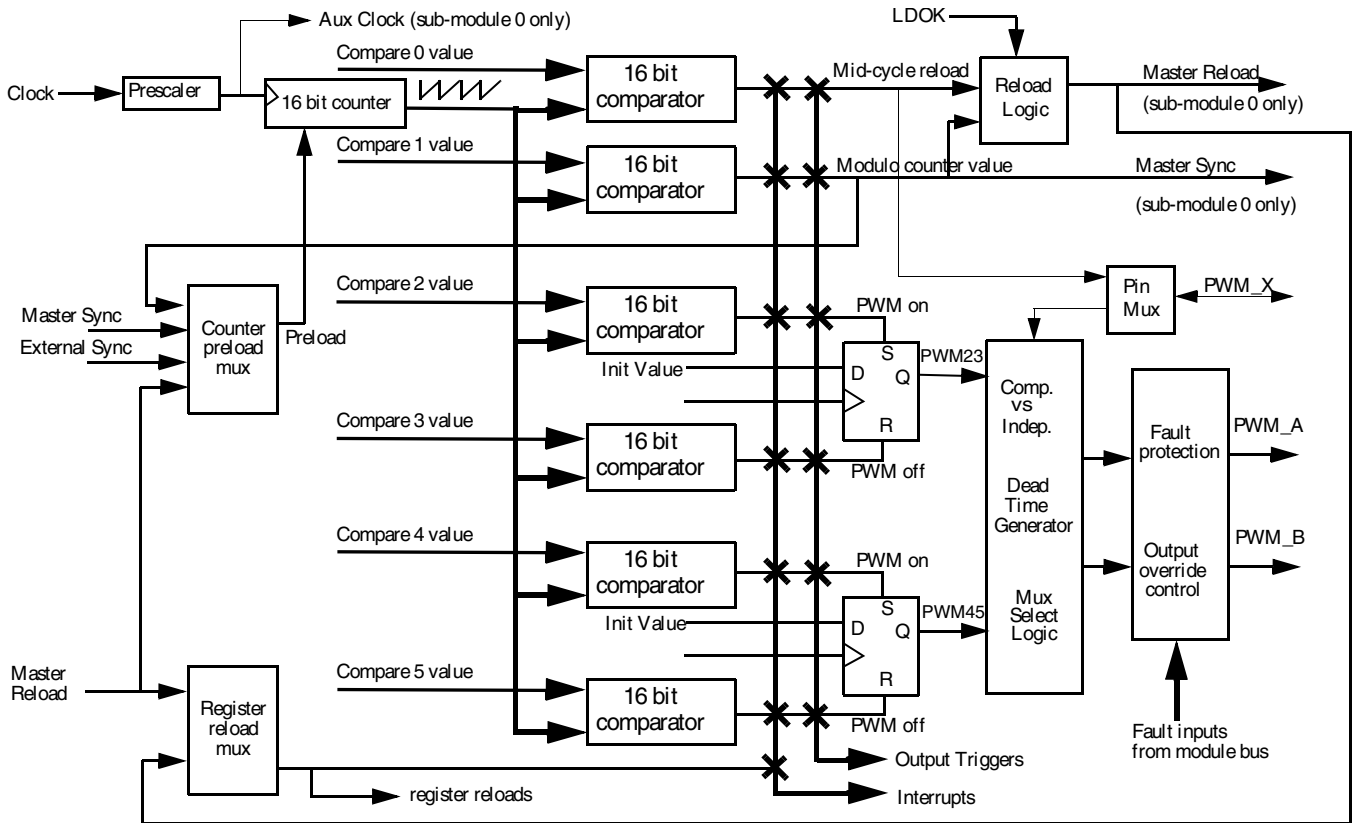 Aux Clock (sub-module 0 only)
LDOK
Compare 0 value
Clock
Prescaler
16 bit counter
16 bit
comparator
Mid-cycle reload
Reload
Logic
Master Reload
(sub-module 0 only)
Compare 1 value
16 bit
comparator
Modulo counter value
Master Sync
(sub-module 0 only)
Compare 2 value
16 bit
comparator
PWM on
Pin
Mux
PWM_X
Master Sync
External Sync
Counter
preload
mux
Preload
Init Value
S
D
Q
R
PWM23
Compare 3 value
16 bit
comparator
PWM off
Comp.
vs
Indep.
Dead
Time
Generator
Mux
Select
Logic
Fault
protection
Output
override
control
PWM_A
PWM_B
Compare 4 value
16 bit
comparator
PWM on
Init Value
S
D
Q
R
PWM45
Master
Reload
Register
reload
mux
Compare 5 value
16 bit
comparator
PWM off
Fault inputs
from module bus
Output Triggers
register reloads
Interrupts